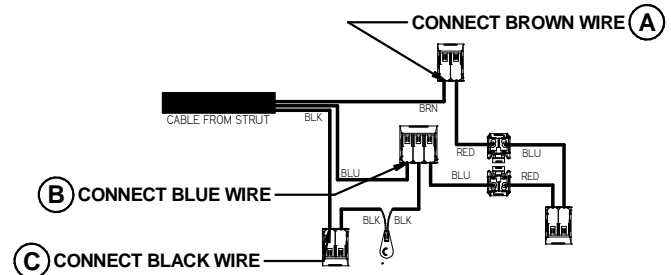 CONNECT BROWN WIRE A
BRN
CABLE FROM STRUT
BLK
RED
BLU
BLU
BLU
RED
B CONNECT BLUE WIRE
BLK BLK
C
C CONNECT BLACK WIRE